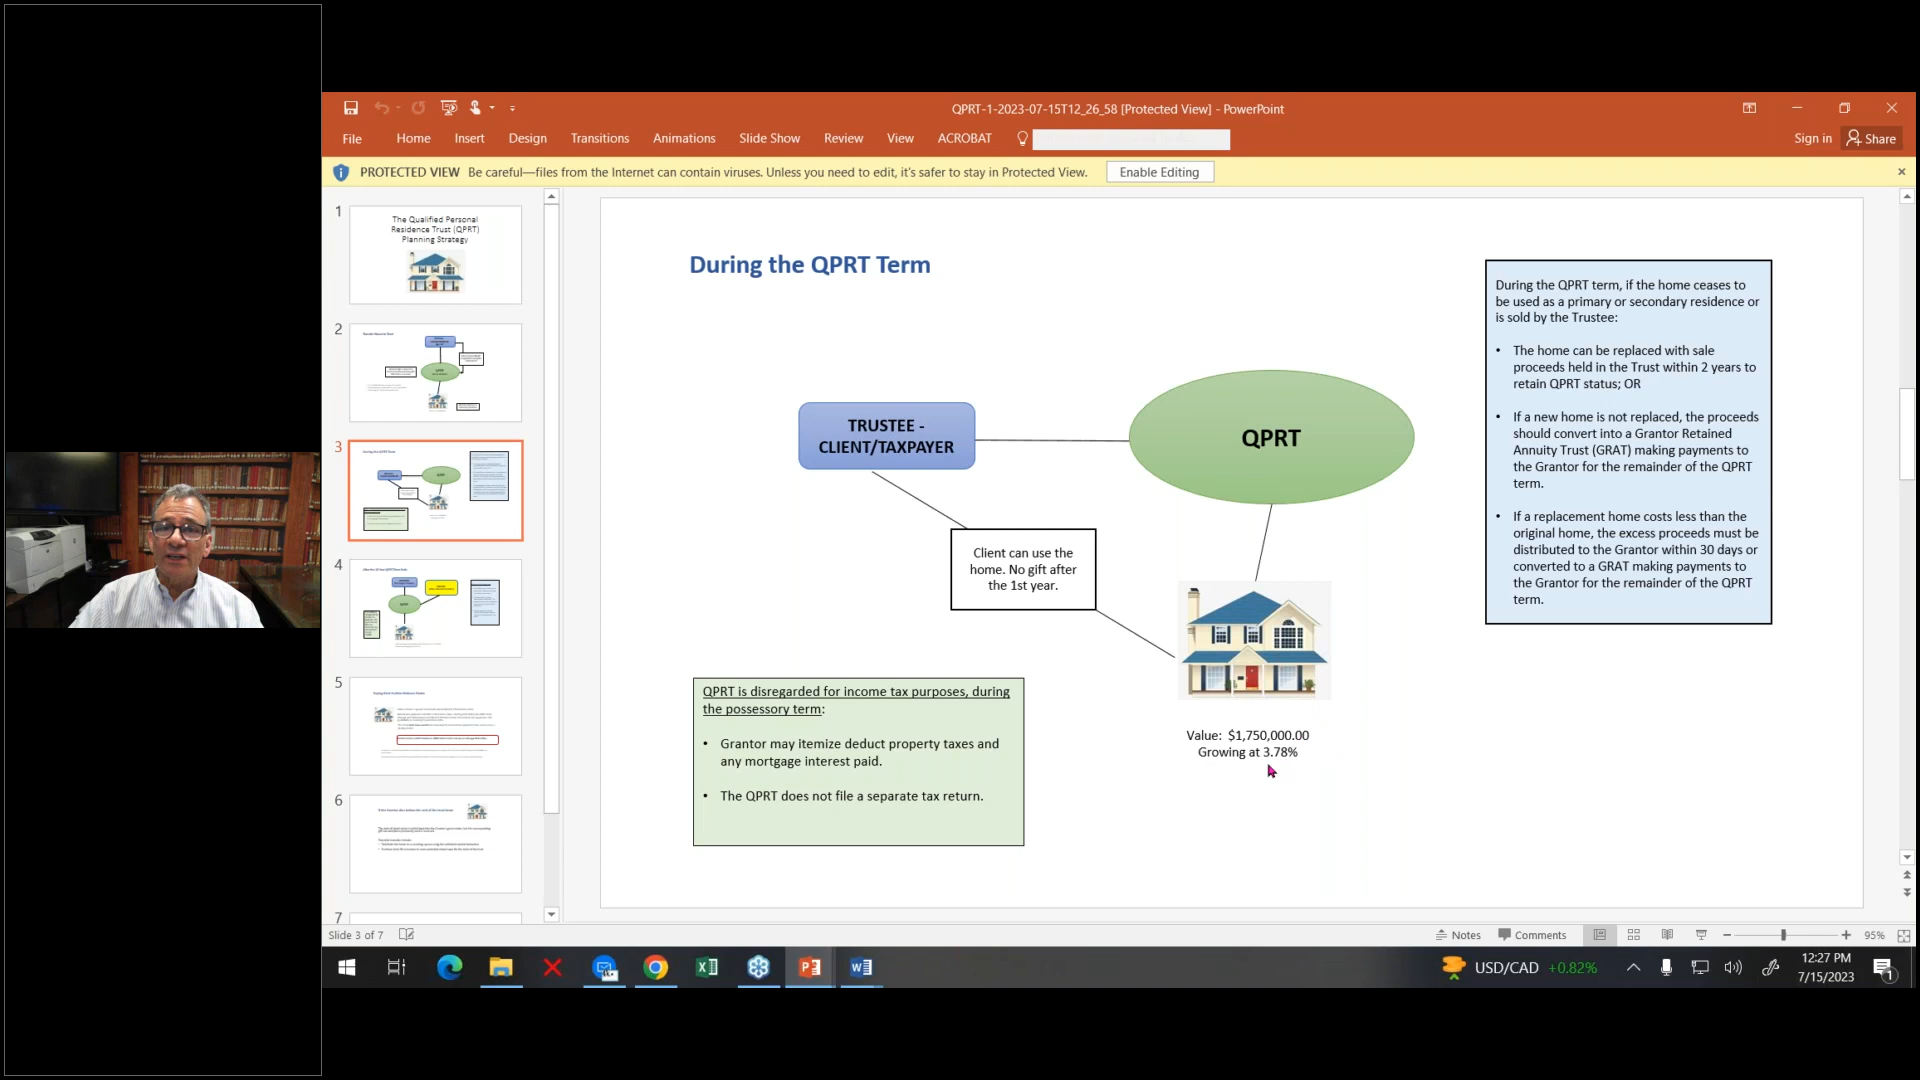 QPRT-1-2023-07-15T12_26_58 [Protected View] - PowerPoint
File Home Insert Design Transitions Animations Slide Show Review View ACROBAT
Sign in Share
PROTECTED VIEW Be careful—files from the Internet can contain viruses. Unless you need to edit, it's safer to stay in Protected View. Enable Editing
1
The Qualified Personal
Residence Trust (QPRT)
Planning Strategy
2
3
4
5
6
7
During the QPRT Term
TRUSTEE -
CLIENT/TAXPAYER
QPRT
Client can use the
home. No gift after
the 1st year.
Value: $1,750,000.00
Growing at 3.78%
QPRT is disregarded for income tax purposes, during
the possessory term:
• Grantor may itemize deduct property taxes and
any mortgage interest paid.
• The QPRT does not file a separate tax return.
During the QPRT term, if the home ceases to
be used as a primary or secondary residence or
is sold by the Trustee:
• The home can be replaced with sale
proceeds held in the Trust within 2 years to
retain QPRT status; OR
• If a new home is not replaced, the proceeds
should convert into a Grantor Retained
Annuity Trust (GRAT) making payments to
the Grantor for the remainder of the QPRT
term.
• If a replacement home costs less than the
original home, the excess proceeds must be
distributed to the Grantor within 30 days or
converted to a GRAT making payments to
the Grantor for the remainder of the QPRT
term.
Slide 3 of 7
Notes Comments 95%
USD/CAD +0.82%
12:27 PM
7/15/2023
1